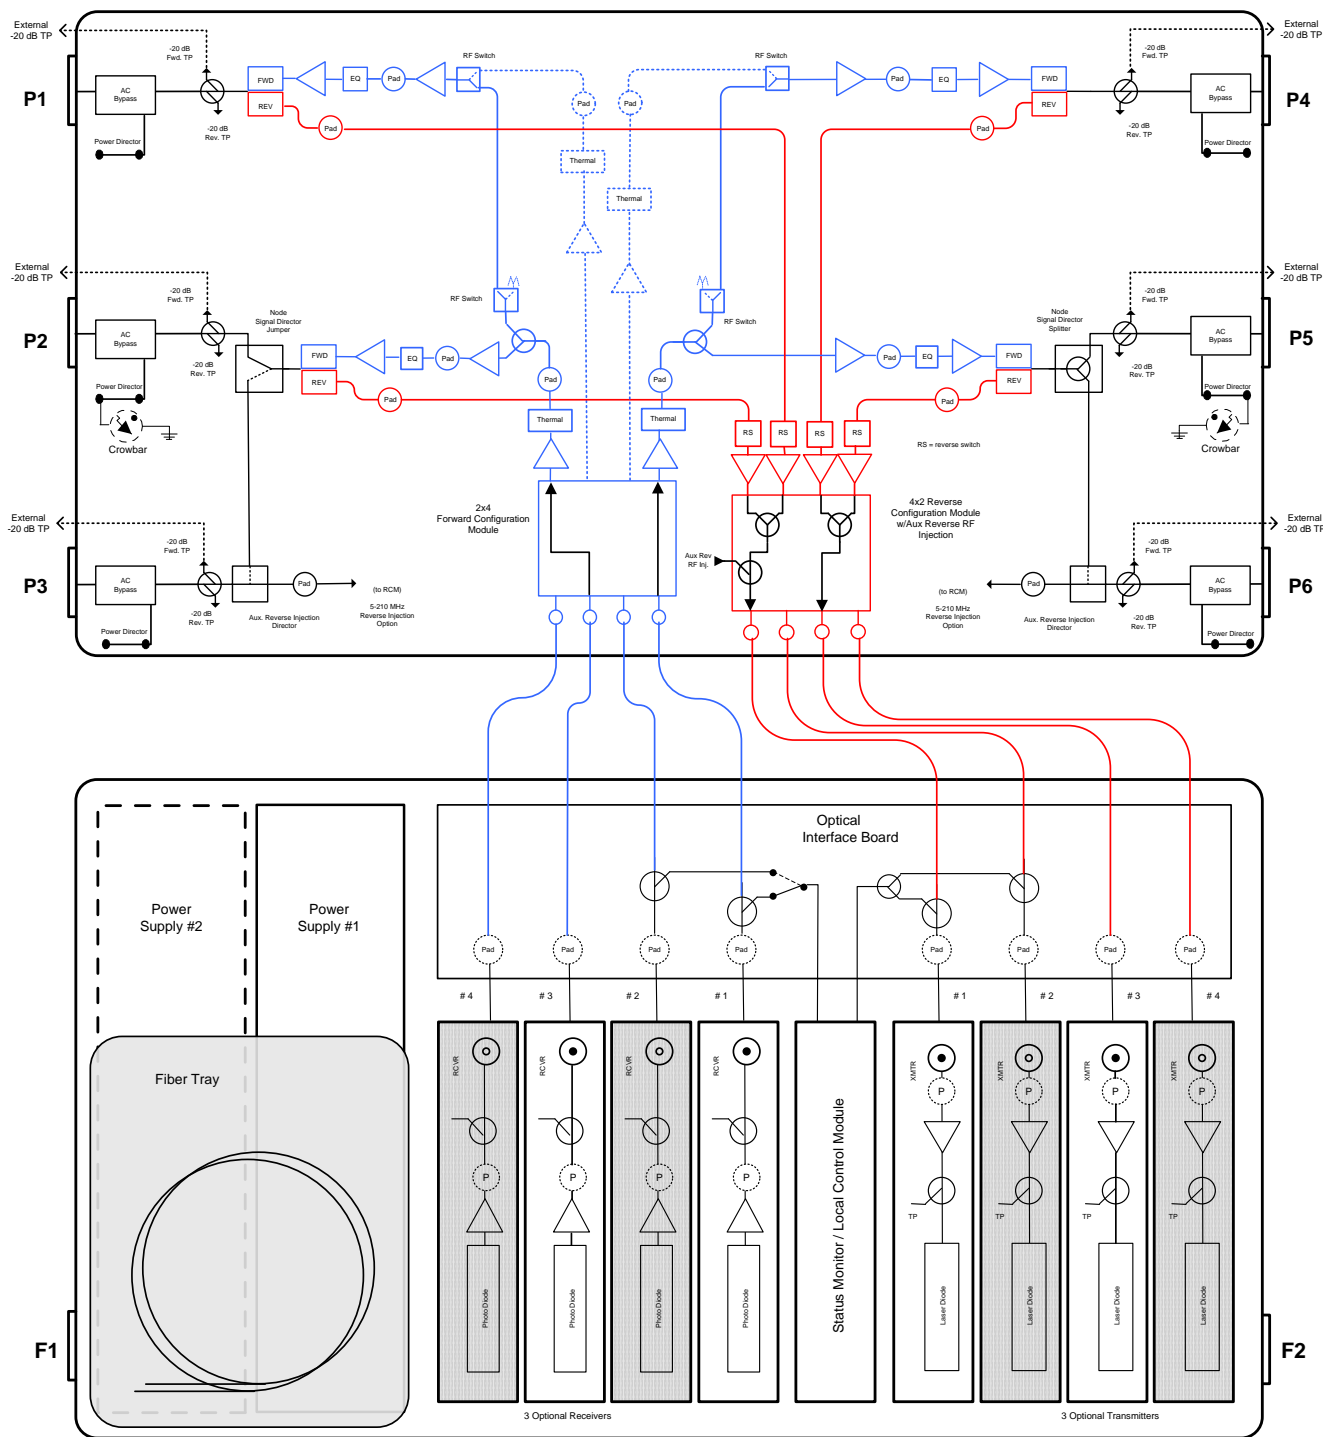 External
-20 dB TP
-20 dB
Fwd. TP
RF Switch
RF Switch
-20 dB
Fwd. TP
External
-20 dB TP
P1
AC
Bypass
FWD
EQ
Pad
Pad
Pad
Pad
EQ
FWD
AC
Bypass
P4
REV
REV
-20 dB
Rev. TP
Pad
Pad
-20 dB
Rev. TP
Power Director
Power Director
Thermal
Thermal
External
-20 dB TP
-20 dB
Fwd. TP
RF Switch
RF Switch
-20 dB
Fwd. TP
External
-20 dB TP
Node
Signal Director
Jumper
Node
Signal Director
Splitter
P2
AC
Bypass
FWD
EQ
Pad
Pad
EQ
FWD
AC
Bypass
P5
-20 dB
Rev. TP
REV
Pad
Pad
REV
-20 dB
Rev. TP
Power Director
Pad
Pad
Power Director
Thermal
Thermal
RS
RS
RS
RS
RS = reverse switch
Crowbar
Crowbar
2x4
Forward Configuration
Module
4x2 Reverse
Configuration Module
w/Aux Reverse RF
Injection
External
-20 dB TP
-20 dB
Fwd. TP
-20 dB
Fwd. TP
External
-20 dB TP
Aux Rev
RF Inj.
P3
AC
Bypass
Pad
(to RCM)
(to RCM)
Pad
AC
Bypass
P6
5-210 MHz
Reverse Injection
Option
5-210 MHz
Reverse Injection
Option
-20 dB
Rev. TP
Aux. Reverse Injection
Director
Aux. Reverse Injection
Director
-20 dB
Rev. TP
Power Director
Power Director
Optical
Interface Board
Power
Supply #2
Power
Supply #1
Pad
Pad
Pad
Pad
Pad
Pad
Pad
Pad
# 4
# 3
# 2
# 1
# 1
# 2
# 3
# 4
Fiber Tray
RCVR
RCVR
RCVR
RCVR
XMTR
XMTR
XMTR
XMTR
P
P
P
P
P
P
P
P
TP
TP
TP
TP
Status Monitor / Local Control Module
Photo Diode
Photo Diode
Photo Diode
Photo Diode
Laser Diode
Laser Diode
Laser Diode
Laser Diode
F1
F2
3 Optional Receivers
3 Optional Transmitters